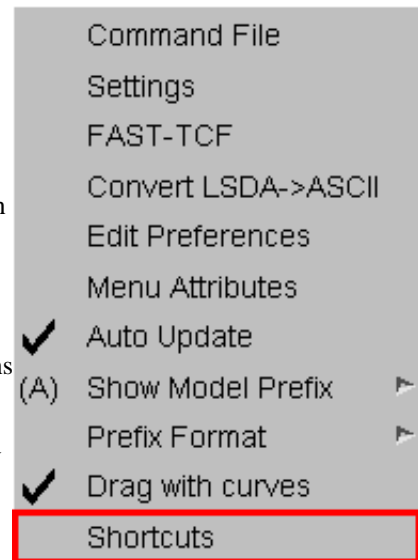 Command File
Settings
FAST-TCF
Convert LSDA->ASCII
Edit Preferences
Menu Attributes
Auto Update
(A) Show Model Prefix
Prefix Format
Drag with curves
Shortcuts